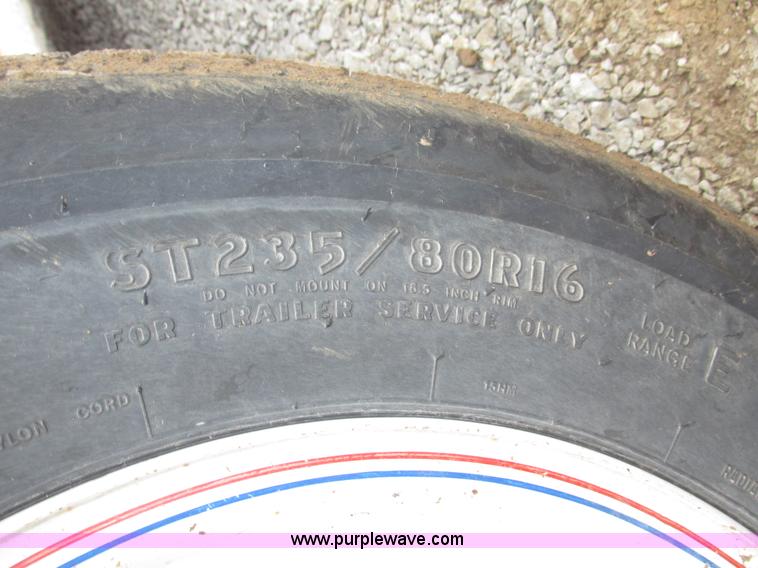 ST235/80R16
DO NOT MOUNT ON 16.5 INCH RIM
FOR TRAILER SERVICE ONLY
LOAD
RANGE E
CORD
www.purplewave.com